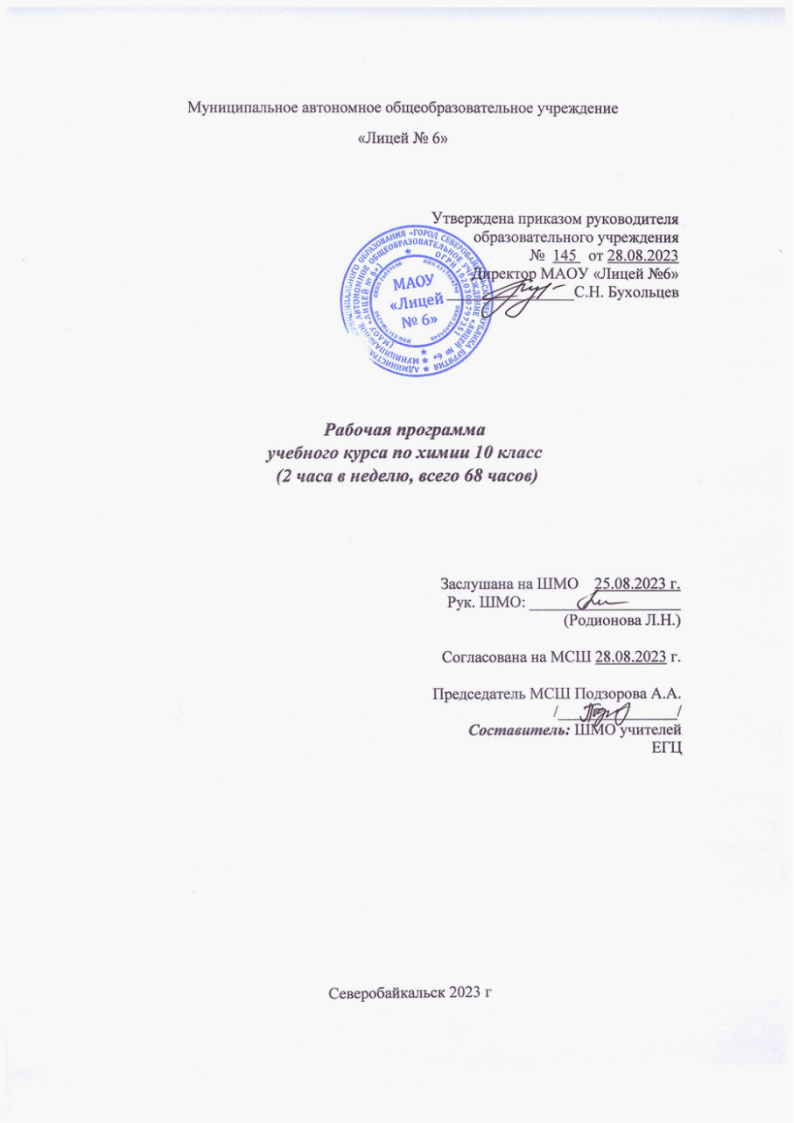 Муниципальное автономное общеобразовательное учреждение
«Лицей № 6»
Утверждена приказом руководителя
образовательного учреждения
№ 145 от 28.08.2023
Директор МАОУ «Лицей №6»
С.Н. Бухольцев
МАОУ
«Лицей
№ 6»
Рабочая программа
учебного курса по химии 10 класс
(2 часа в неделю, всего 68 часов)
Заслушана на ШМО 25.08.2023 г.
Рук. ШМО:
(Родионова Л.Н.)
Согласована на МСШ 28.08.2023 г.
Председатель МСШ Подзорова А.А.
/ /
Составитель: ШМО учителей
ЕГЦ
Северобайкальск 2023 г